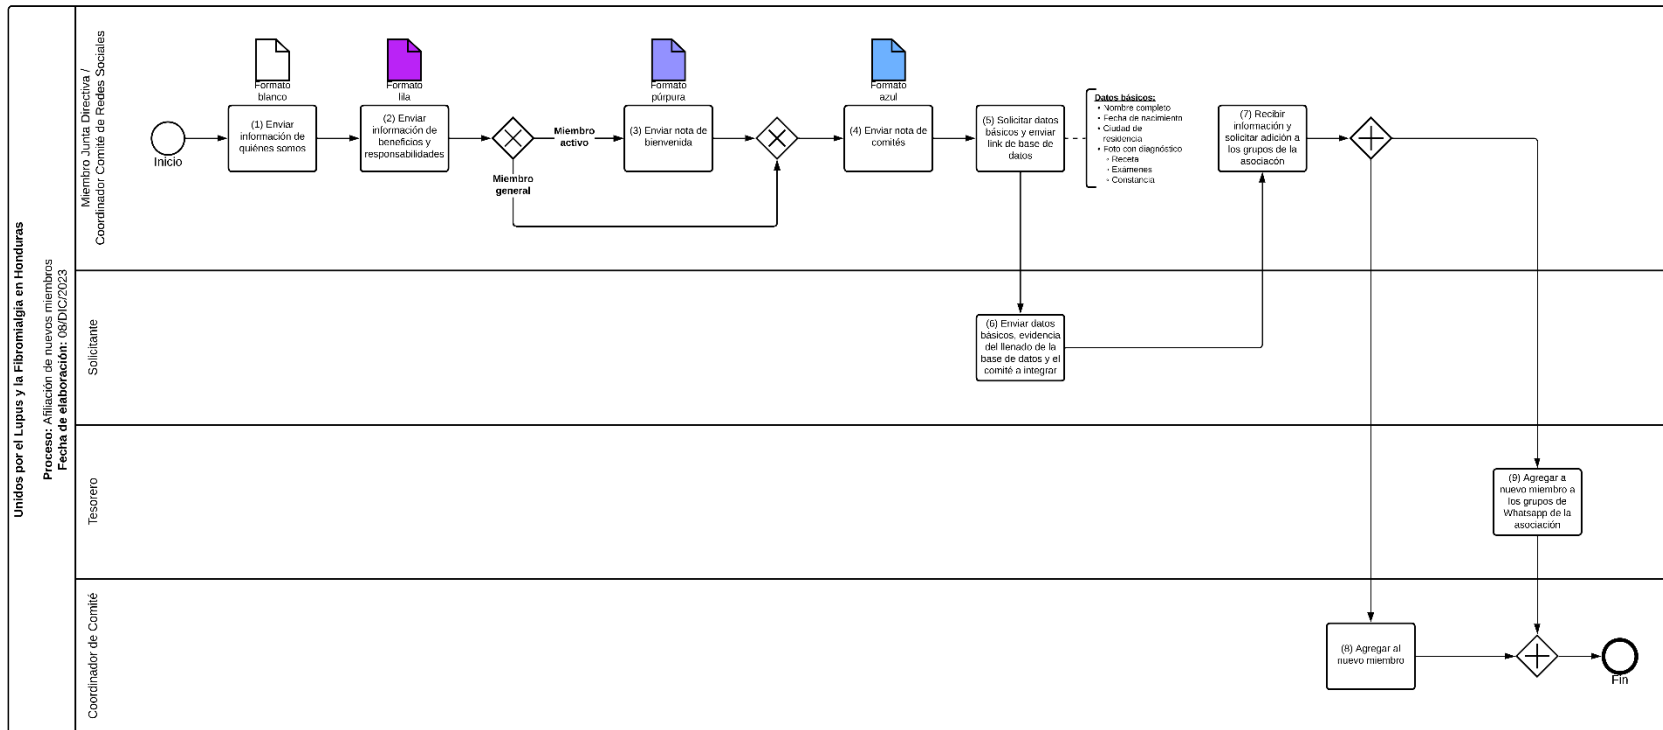 Unidos por el Lupus y la Fibromialgia en Honduras
Proceso: Afiliación de nuevos miembros
Fecha de elaboración: 08/DIC/2023
Miembro Junta Directiva /
Coordinador Comité de Redes Sociales
Inicio
Formato
blanco
(1) Enviar
información de
quiénes somos
Formato
lila
(2) Enviar
información de
beneficios y
responsabilidades
Miembro
activo
Miembro
general
Formato
púrpura
(3) Enviar nota de
bienvenida
Formato
azul
(4) Enviar nota de
comités
(5) Solicitar datos
básicos y enviar
link de base de
datos
Datos básicos:
• Nombre completo
• Fecha de nacimiento
• Ciudad de
residencia
• Foto con diagnóstico
◦ Receta
◦ Exámenes
◦ Constancia
(7) Recibir
información y
solicitar adición a
los grupos de la
asociacón
Solicitante
(6) Enviar datos
básicos, evidencia
del llenado de la
base de datos y el
comité a integrar
Tesorero
(9) Agregar a
nuevo miembro a
los grupos de
Whatsapp de la
asociación
Coordinador de Comité
(8) Agregar al
nuevo miembro
Fin